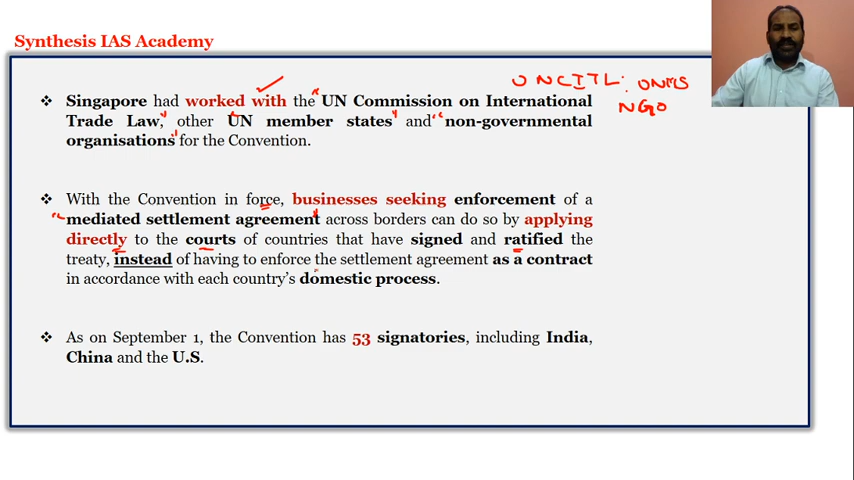 Synthesis IAS Academy
UNCITL: UNMS
NGO
❖ Singapore had worked with the UN Commission on International
Trade Law, other UN member states and non-governmental
organisations for the Convention.
❖ With the Convention in force, businesses seeking enforcement of a
mediated settlement agreement across borders can do so by applying
directly to the courts of countries that have signed and ratified the
treaty, instead of having to enforce the settlement agreement as a contract
in accordance with each country's domestic process.
❖ As on September 1, the Convention has 53 signatories, including India,
China and the U.S.